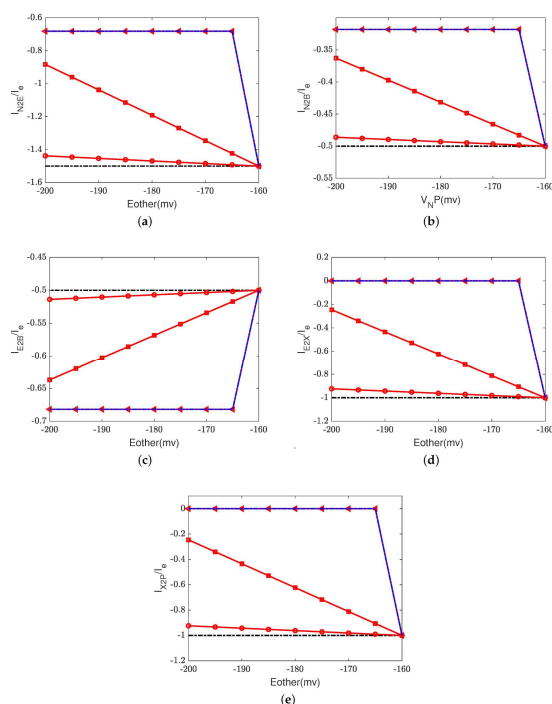 -0.6
-0.8
-1
-1.2
-1.4
-1.6
I_N2E/I_e
-200 -190 -180 -170 -160
Eother(mv)
(a)
-0.35
-0.4
-0.45
-0.5
-0.55
I_N2B/I_e
-200 -190 -180 -170 -160
V_NP(mv)
(b)
-0.45
-0.5
-0.55
-0.6
-0.65
-0.7
I_E2B/I_e
-200 -190 -180 -170 -160
Eother(mv)
(c)
0.2
0
-0.2
-0.4
-0.6
-0.8
-1
-1.2
I_E2X/I_e
-200 -190 -180 -170 -160
Eother(mv)
(d)
0
-0.2
-0.4
-0.6
-0.8
-1
-1.2
I_X2P/I_e
-200 -190 -180 -170 -160
Eother(mv)
(e)